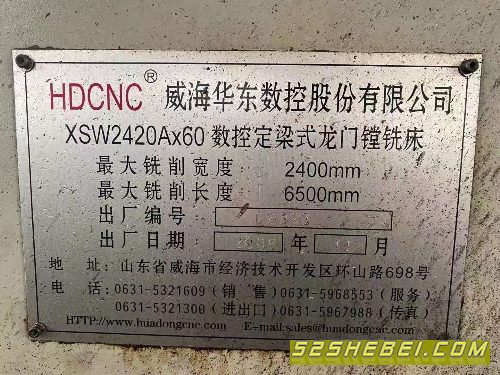 HDCNC® 威海华东数控股份有限公司
XSW2420Ax60 数控定梁式龙门镗铣床
最大铣削宽度 2400mm
最大铣削长度 6500mm
出厂编号
出厂日期 年 月
地 址: 山东省威海市经济技术开发区环山路698号
电 话: 0631-5321609 (销 售) 0631-5968553 (服务)
0631-5321300 (进出口) 0631-5967988 (传真)
HTTP://www.huadongcnc.com E-mail:sales@huadongcnc.com
52SHEBEI.COM